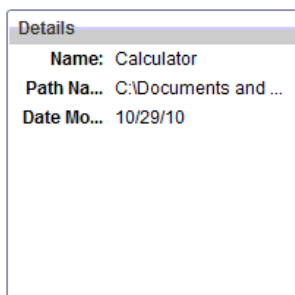 Details
Name: Calculator
Path Na... C:\Documents and ...
Date Mo... 10/29/10